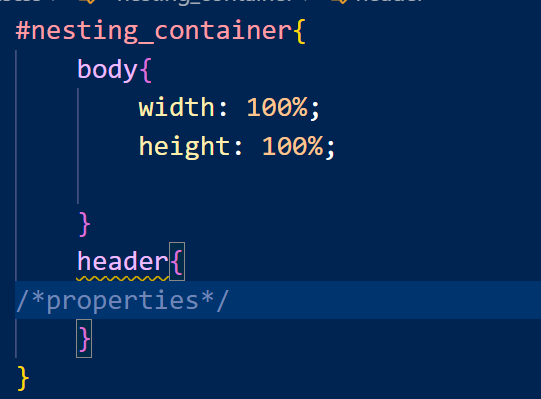 #nesting_container{
body{
width: 100%;
height: 100%;
}
header{
/*properties*/
}
}